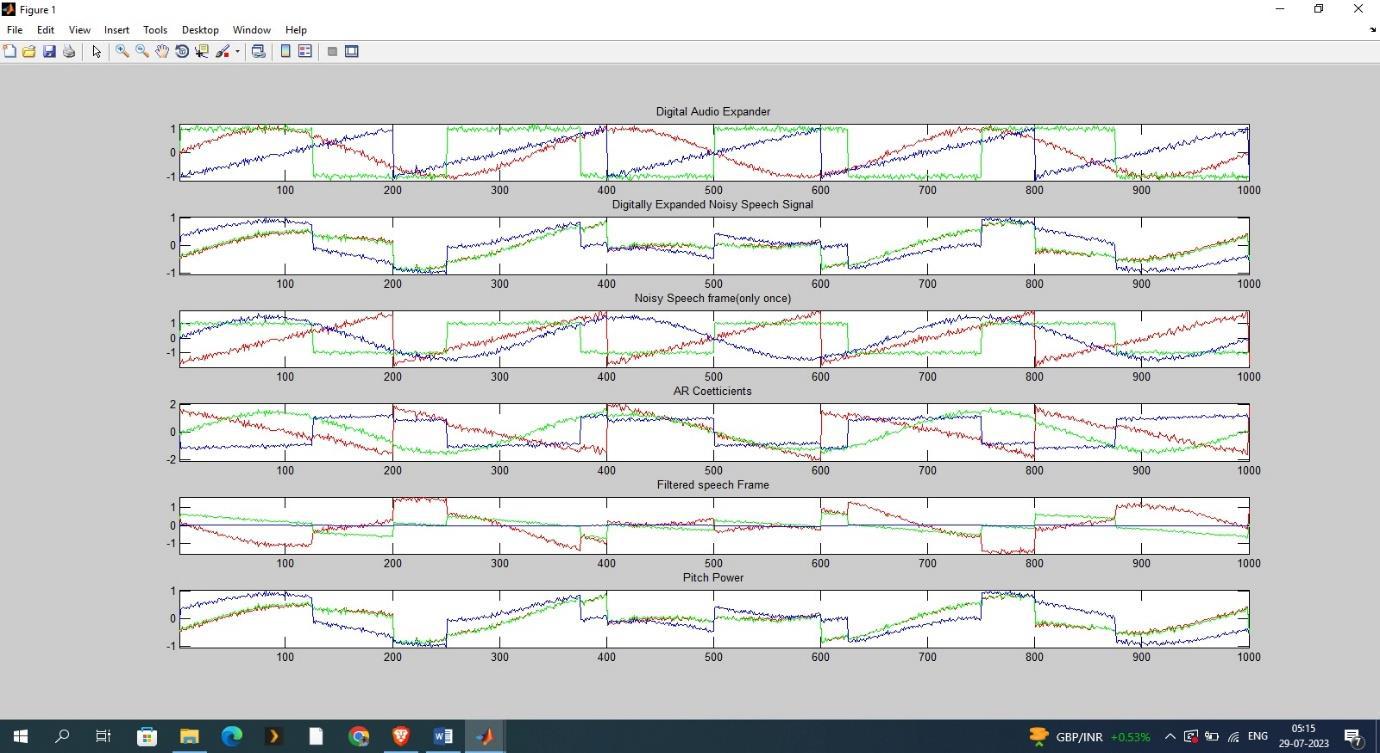 Figure 1
File Edit View Insert Tools Desktop Window Help
Digital Audio Expander
1
0
-1
100 200 300 400 500 600 700 800 900 1000
Digitally Expanded Noisy Speech Signal
1
0
-1
100 200 300 400 500 600 700 800 900 1000
Noisy Speech frame(only once)
1
0
-1
100 200 300 400 500 600 700 800 900 1000
AR Coetticients
2
0
-2
100 200 300 400 500 600 700 800 900 1000
Filtered speech Frame
1
0
-1
100 200 300 400 500 600 700 800 900 1000
Pitch Power
1
0
-1
100 200 300 400 500 600 700 800 900 1000
GBP/INR +0.53% ENG
05:15
29-07-2023
7